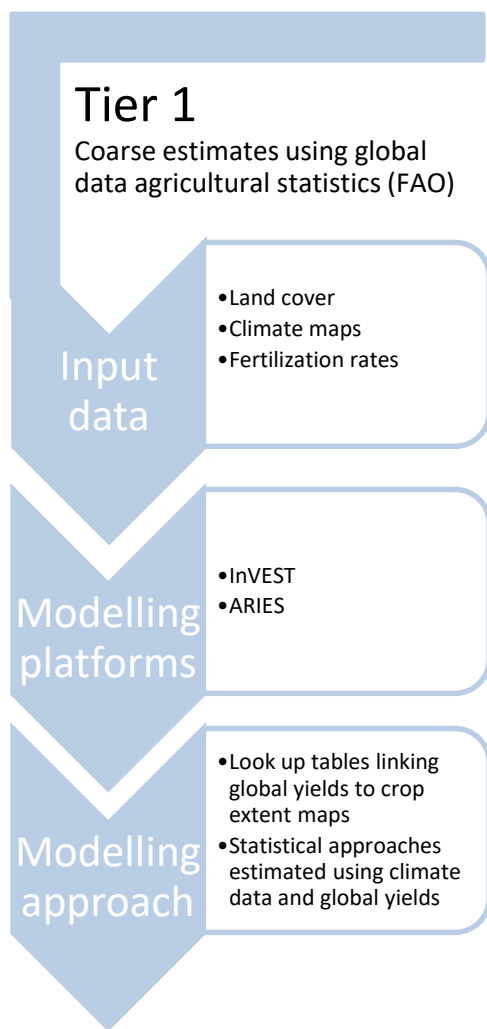 Tier 1
Coarse estimates using global
data agricultural statistics (FAO)
Input
data
•Land cover
•Climate maps
•Fertilization rates
Modelling
platforms
•InVEST
•ARIES
Modelling
approach
•Look up tables linking
global yields to crop
extent maps
•Statistical approaches
estimated using climate
data and global yields